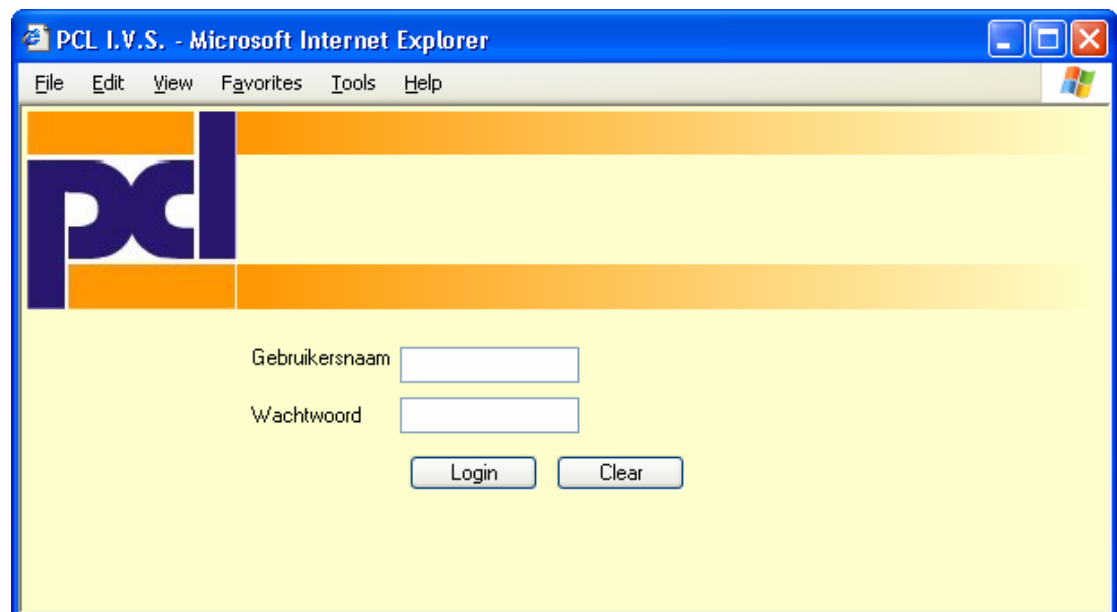 PCL I.V.S. - Microsoft Internet Explorer
File Edit View Favorites Tools Help
pcl
Gebruikersnaam
Wachtwoord
Login Clear